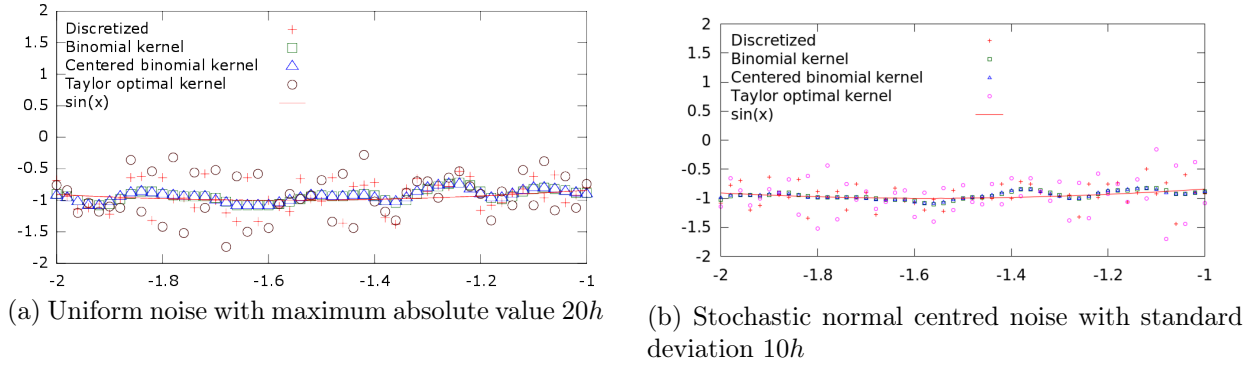 2
1.5
1
0.5
0
-0.5
-1
-1.5
-2
-2 -1.8 -1.6 -1.4 -1.2 -1
Discretized
Binomial kernel
Centered binomial kernel
Taylor optimal kernel
sin(x)
(a) Uniform noise with maximum absolute value 20h
2
1.5
1
0.5
0
-0.5
-1
-1.5
-2
-2 -1.8 -1.6 -1.4 -1.2 -1
Discretized
Binomial kernel
Centered binomial kernel
Taylor optimal kernel
sin(x)
(b) Stochastic normal centred noise with standard
deviation 10h